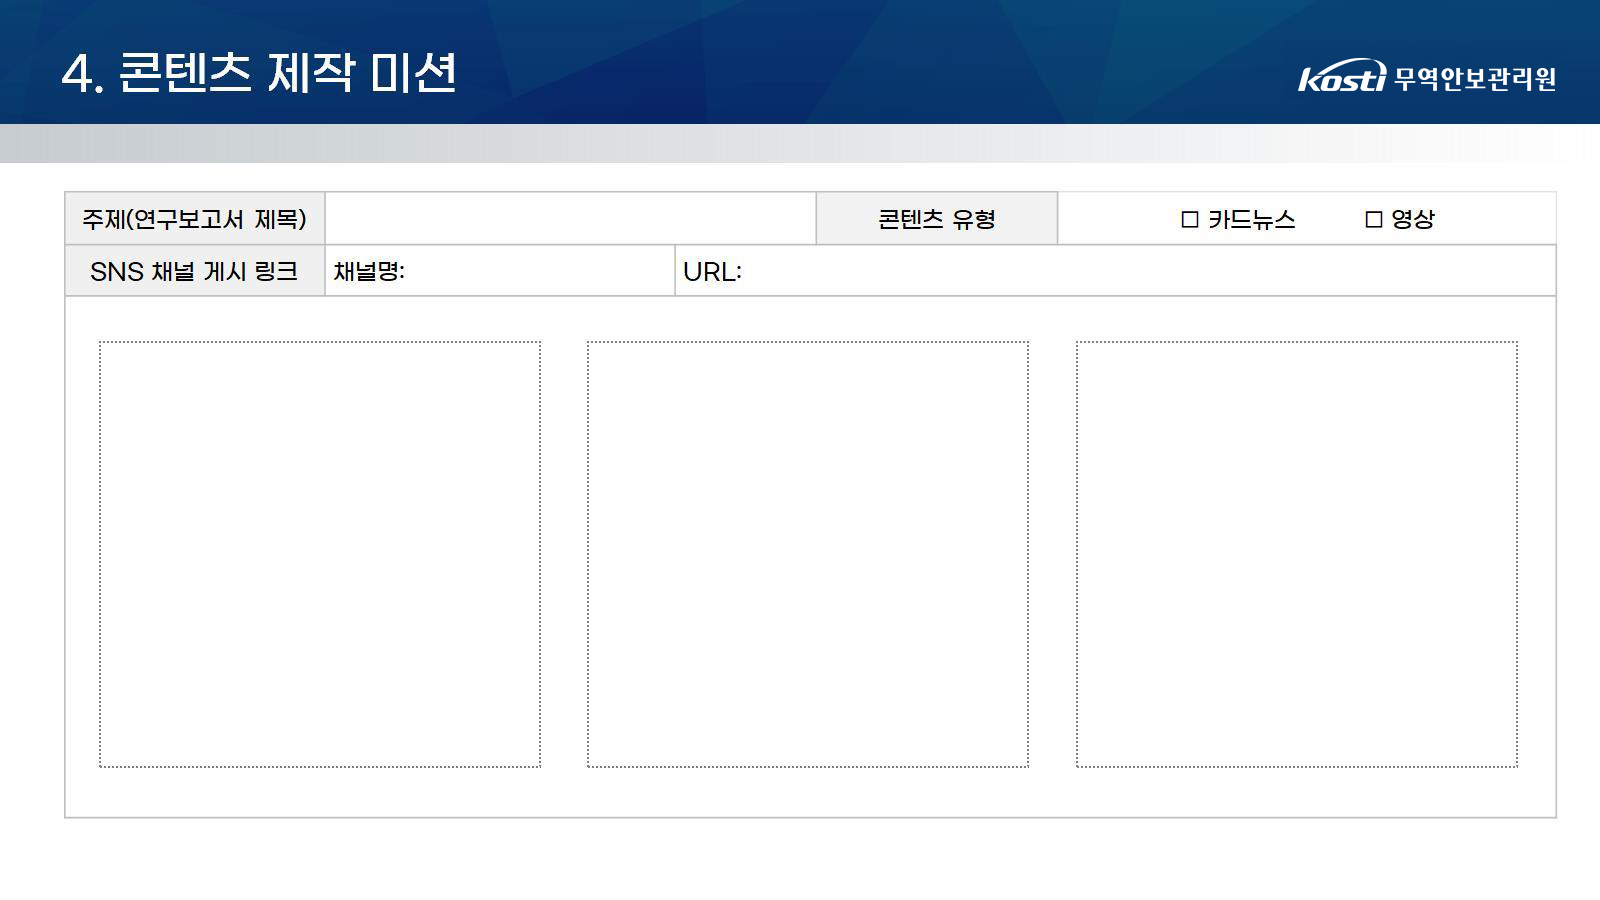 4. 콘텐츠 제작 미션
kosti 무역안보관리원
주제(연구보고서 제목)
콘텐츠 유형
☐ 카드뉴스 ☐ 영상
SNS 채널 게시 링크
채널명:
URL: